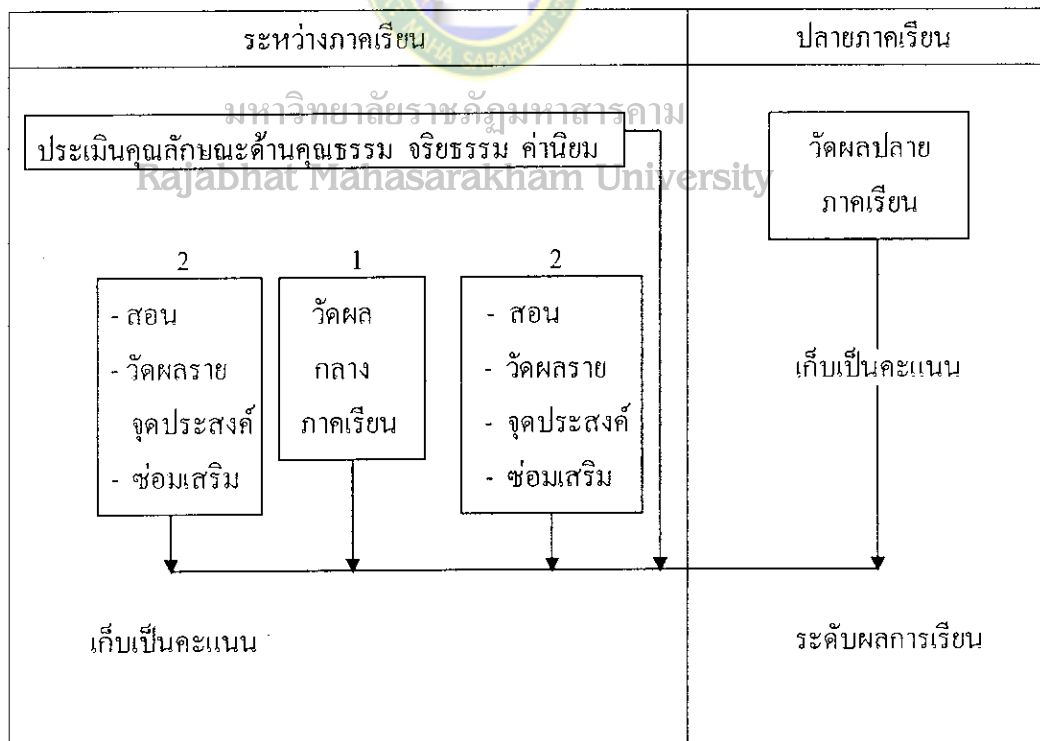 MAHA SARAKHAM
ระหว่างภาคเรียน
ปลายภาคเรียน
มหาวิทยาลัยราชภัฏมหาสารคาม
ประเมินคุณลักษณะด้านคุณธรรม จริยธรรม ค่านิยม
Rajabhat Mahasarakham University
วัดผลปลาย
ภาคเรียน
2
- สอน
- วัดผลราย
จุดประสงค์
- ซ่อมเสริม
1
วัดผล
กลาง
ภาคเรียน
2
- สอน
- วัดผลราย
- จุดประสงค์
- ซ่อมเสริม
เก็บเป็นคะแนน
เก็บเป็นคะแนน
ระดับผลการเรียน